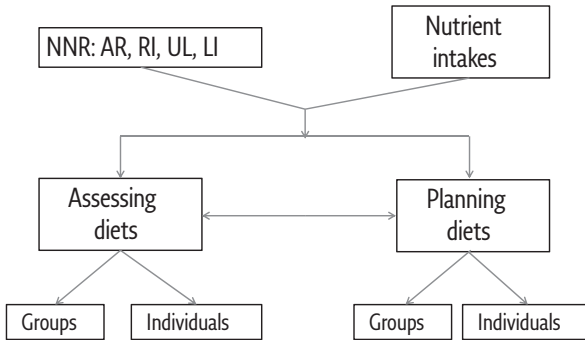 NNR: AR, RI, UL, LI
Nutrient
intakes
Assessing
diets
Planning
diets
Groups
Individuals
Groups
Individuals